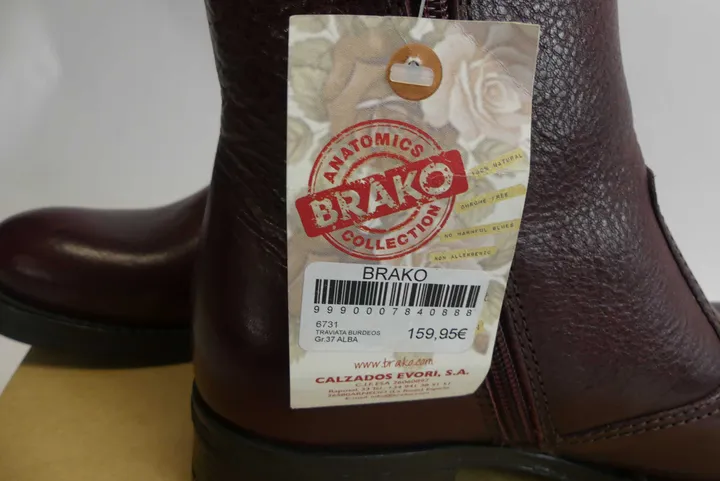 ANATOMICS
BRAKO
COLLECTION
100% NATURAL
CHROME FREE
NO HARMFUL GLUES
NON ALLERGENIC
BRAKO
9990007840888
6731
TRAVIATA BURDEOS
Gr.37 ALBA
159,95€
www.brako.com
CALZADOS EVORI, S.A.